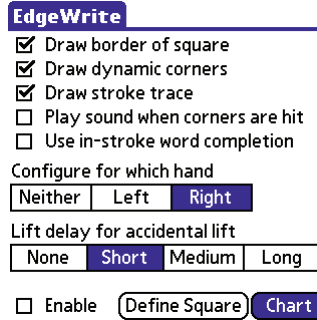 EdgeWrite
Draw border of square
Draw dynamic corners
Draw stroke trace
Play sound when corners are hit
Use in-stroke word completion
Configure for which hand
Neither Left Right
Lift delay for accidental lift
None Short Medium Long
Enable Define Square Chart